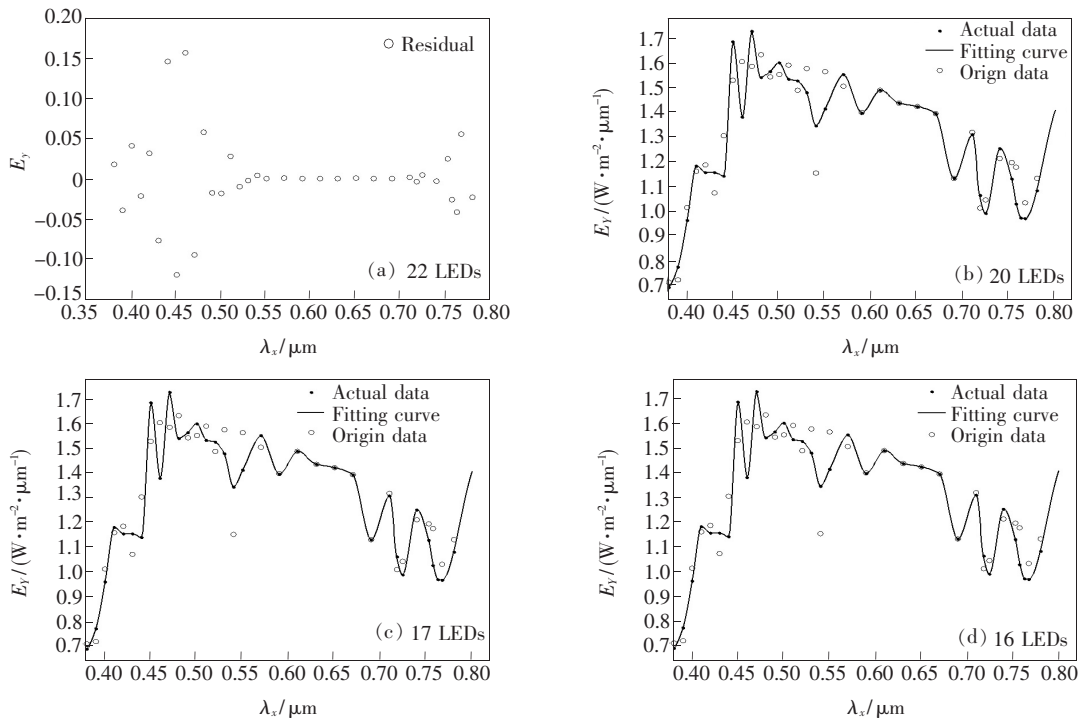 0.20
0.15
0.10
0.05
0
−0.05
−0.10
−0.15
E_y
Residual
(a) 22 LEDs
0.35 0.40 0.45 0.50 0.55 0.60 0.65 0.70 0.75 0.80
λ_x/μm
1.7
1.6
1.5
1.4
1.3
1.2
1.1
1.0
0.9
0.8
0.7
E_Y/(W·m⁻²·μm⁻¹)
Actual data
Fitting curve
Orign data
(b) 20 LEDs
0.40 0.45 0.50 0.55 0.60 0.65 0.70 0.75 0.80
λ_x/μm
1.7
1.6
1.5
1.4
1.3
1.2
1.1
1.0
0.9
0.8
0.7
E_Y/(W·m⁻²·μm⁻¹)
Actual data
Fitting curve
Origin data
(c) 17 LEDs
0.40 0.45 0.50 0.55 0.60 0.65 0.70 0.75 0.80
λ_x/μm
1.7
1.6
1.5
1.4
1.3
1.2
1.1
1.0
0.9
0.8
0.7
E_Y/(W·m⁻²·μm⁻¹)
Actual data
Fitting curve
Origin data
(d) 16 LEDs
0.40 0.45 0.50 0.55 0.60 0.65 0.70 0.75 0.80
λ_x/μm